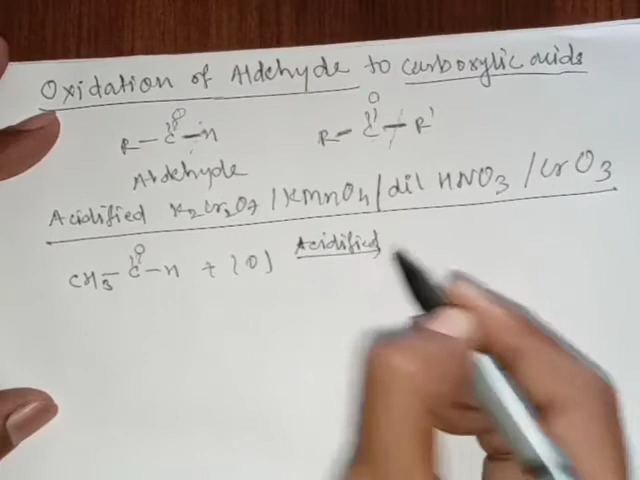 Oxidation of Aldehyde to Carboxylic acids
O O
R-C-H R-C-R'
Aldehyde
Acidified K2Cr2O7/KMnO4/dil HNO3/CrO3
O
CH3-C-H + [O] Acidified